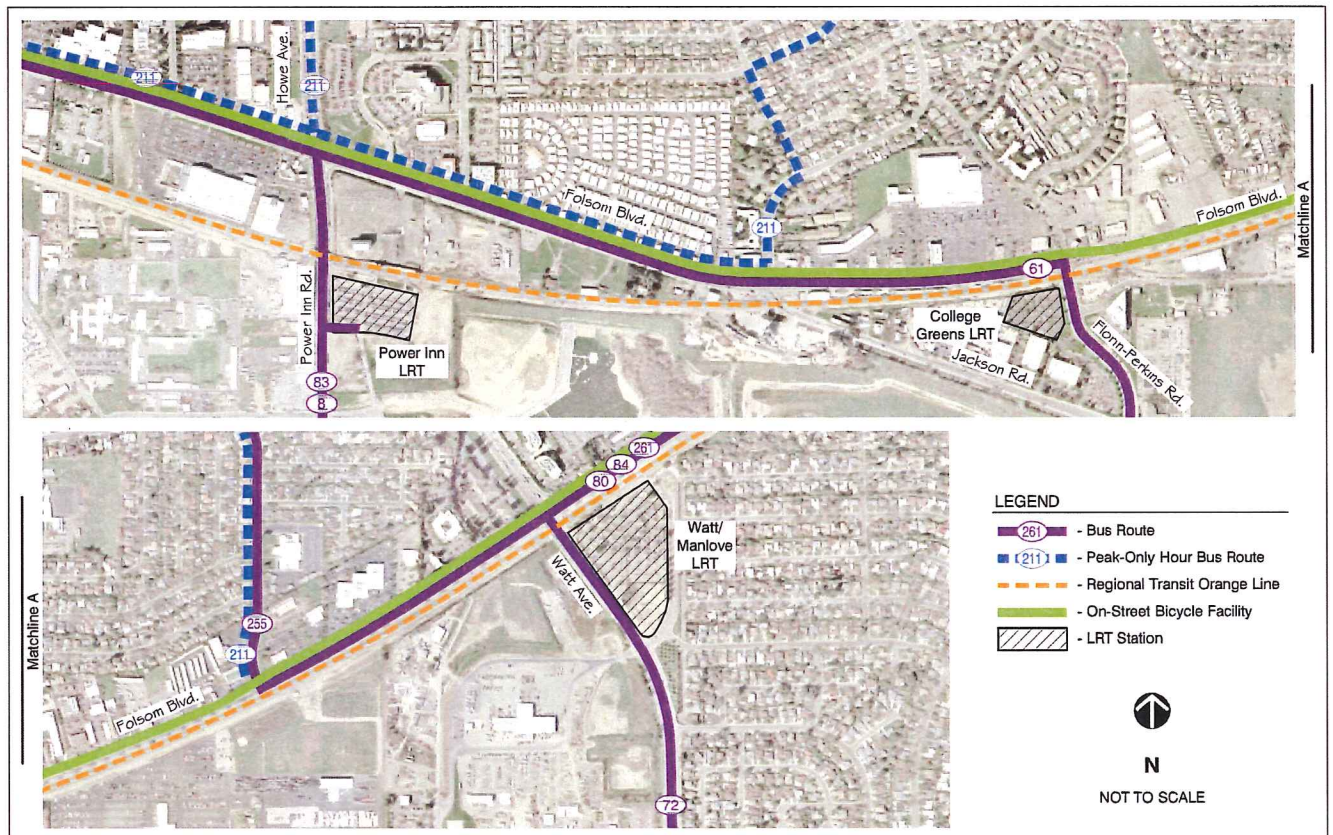 211
Howe Ave.
211
Folsom Blvd.
211
Folsom Blvd.
Matchline A
61
Power Inn Rd.
Power Inn
LRT
College
Greens LRT
Jackson Rd.
Florin-Perkins Rd.
83
8
Matchline A
261
84
80
Watt/
Manlove
LRT
Watt Ave.
255
211
Folsom Blvd.
72
LEGEND
261 - Bus Route
211 - Peak-Only Hour Bus Route
- Regional Transit Orange Line
- On-Street Bicycle Facility
- LRT Station
N
NOT TO SCALE